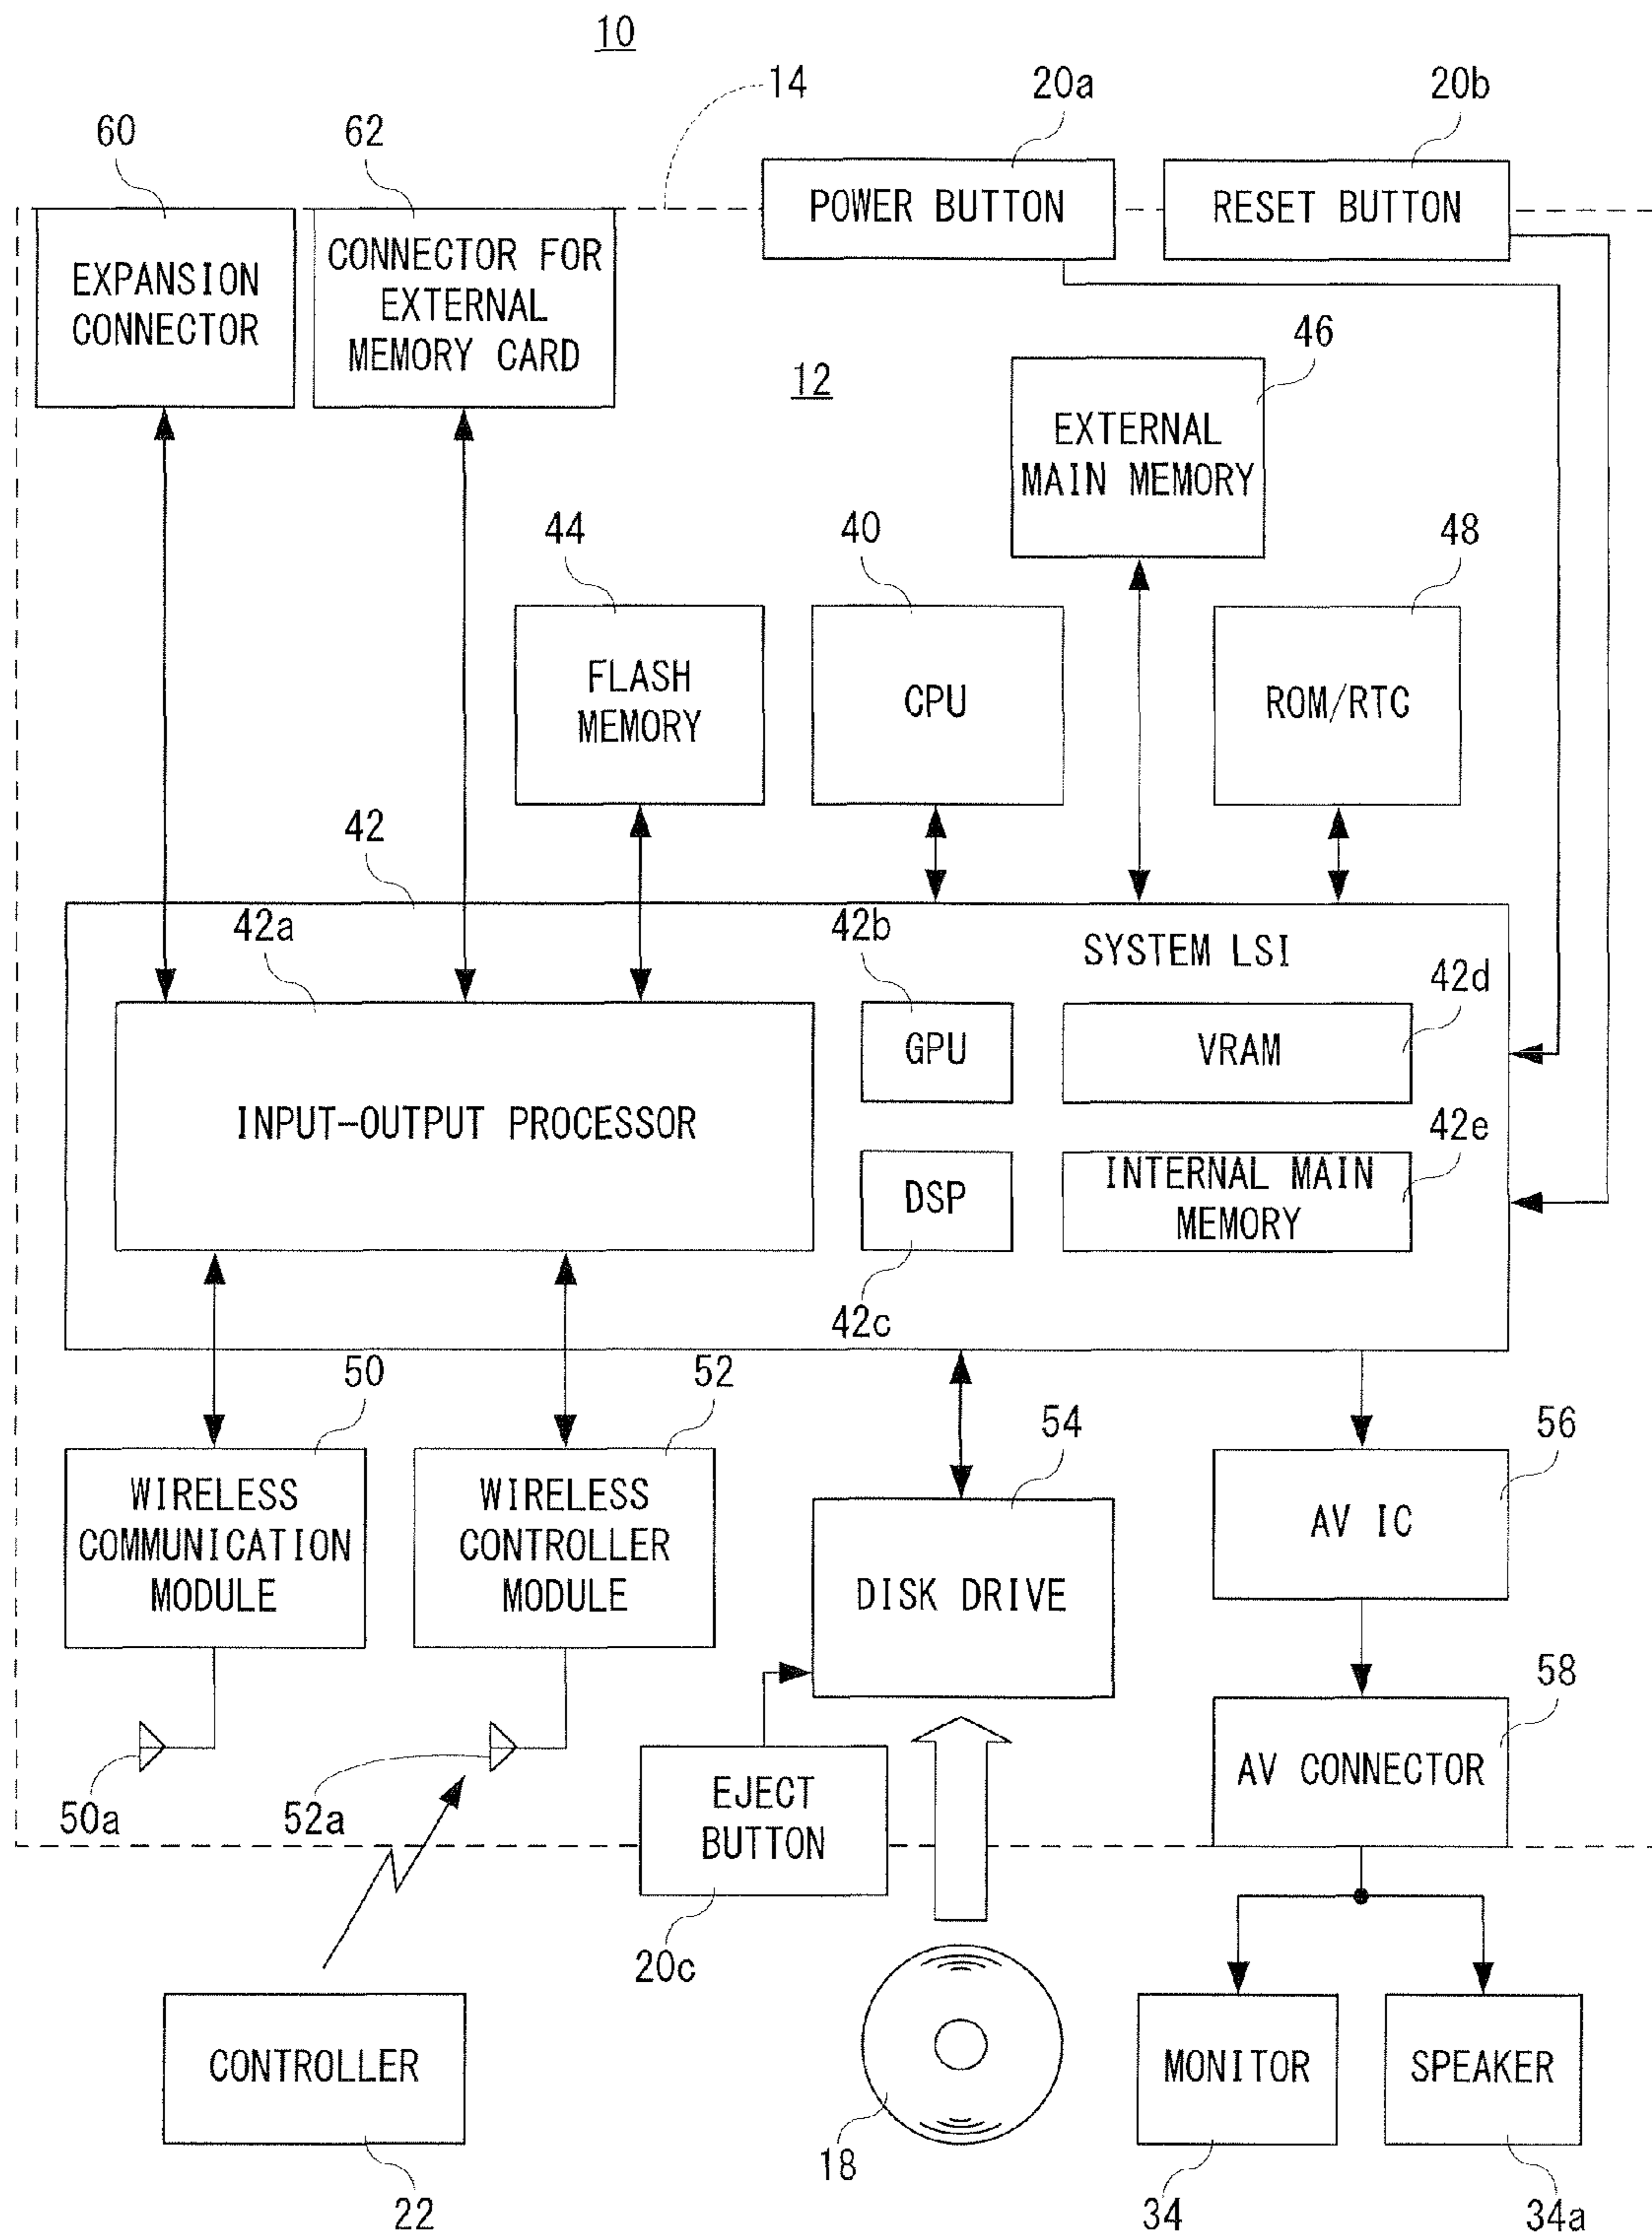 10
14
20a
20b
60
62
POWER BUTTON
RESET BUTTON
EXPANSION
CONNECTOR
CONNECTOR FOR
EXTERNAL
MEMORY CARD
12
46
EXTERNAL
MAIN MEMORY
44
40
48
FLASH
MEMORY
CPU
ROM/RTC
42
42a
42b
SYSTEM LSI
42d
INPUT-OUTPUT PROCESSOR
GPU
VRAM
42e
DSP
INTERNAL MAIN
MEMORY
42c
50
52
54
56
WIRELESS
COMMUNICATION
MODULE
WIRELESS
CONTROLLER
MODULE
DISK DRIVE
AV IC
58
50a
52a
EJECT
BUTTON
AV CONNECTOR
20c
CONTROLLER
MONITOR
SPEAKER
18
22
34
34a